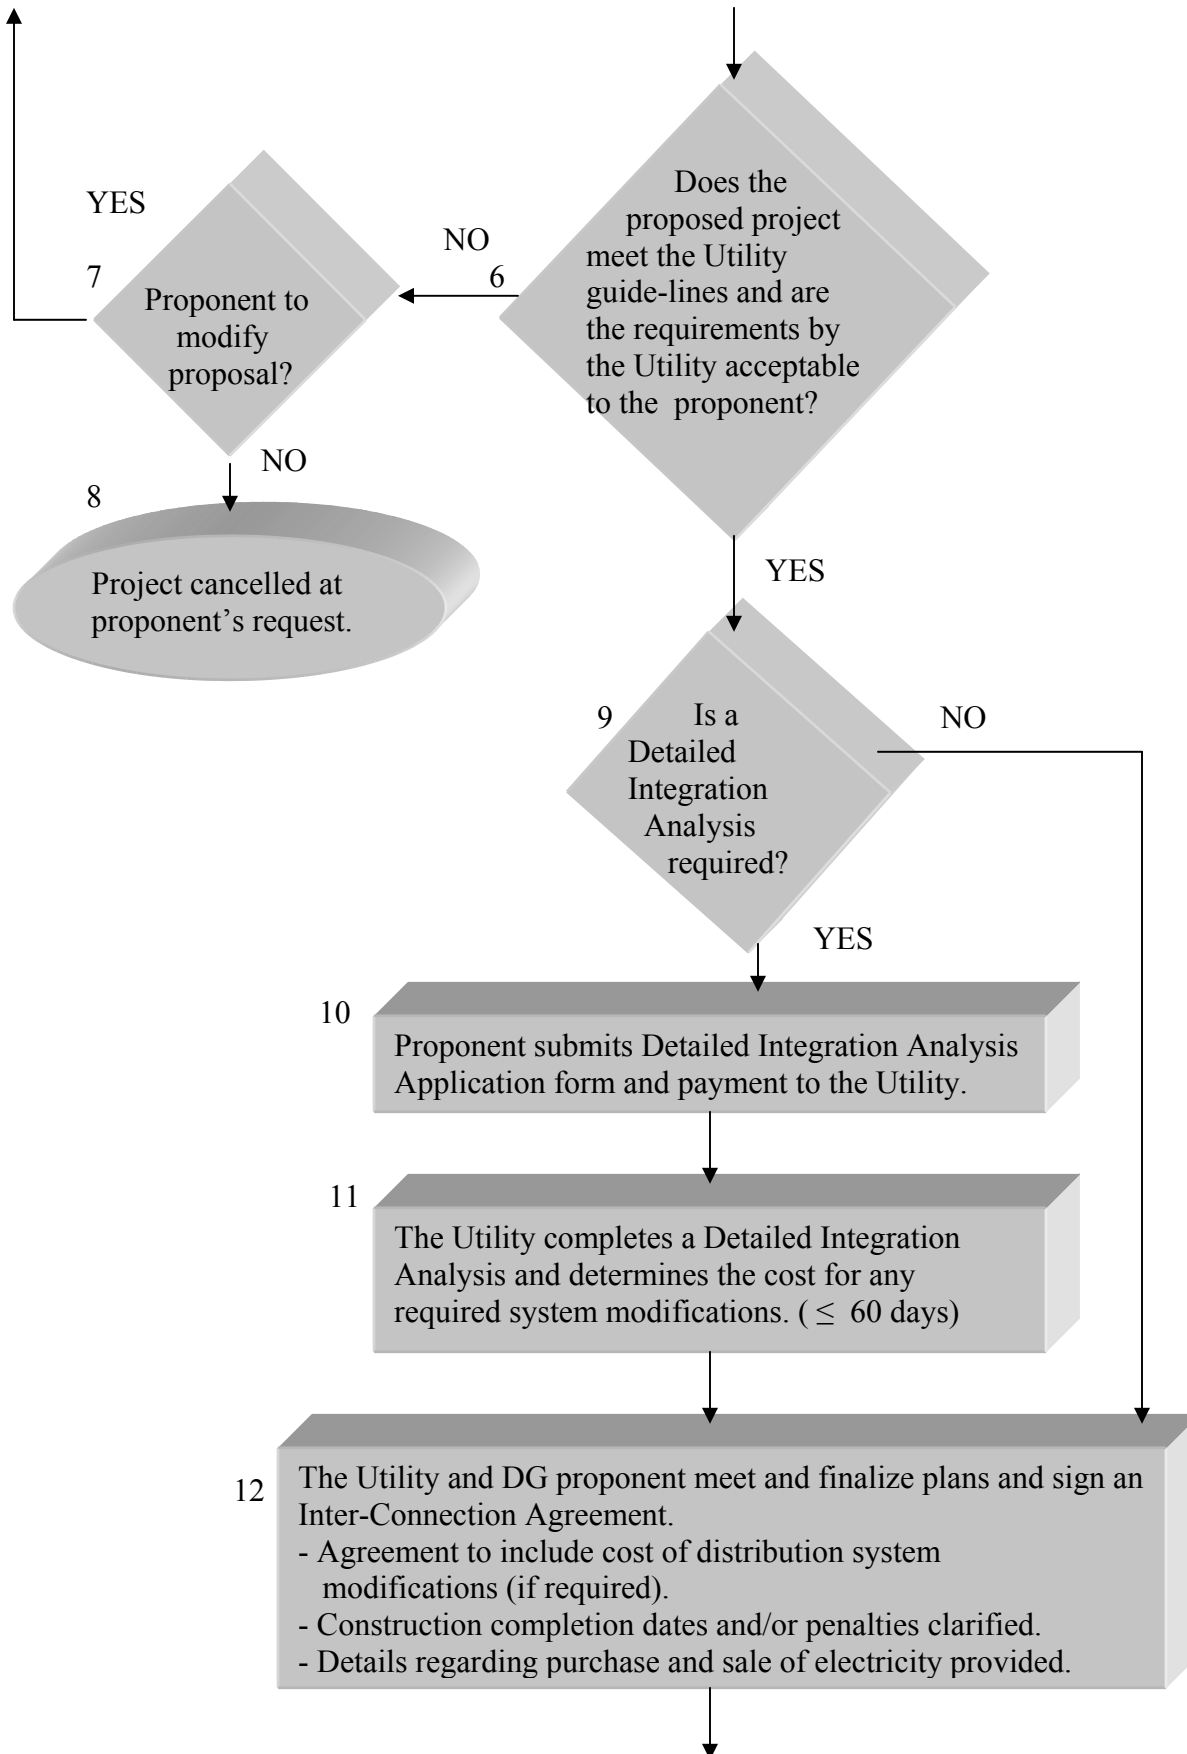 Does the
proposed project
meet the Utility
guide-lines and are
the requirements by
the Utility acceptable
to the proponent?
6
NO
YES
7
Proponent to
modify
proposal?
NO
8
Project cancelled at
proponent’s request.
YES
9
Is a
Detailed
Integration
Analysis
required?
NO
YES
10
Proponent submits Detailed Integration Analysis
Application form and payment to the Utility.
11
The Utility completes a Detailed Integration
Analysis and determines the cost for any
required system modifications. ( ≤ 60 days)
12
The Utility and DG proponent meet and finalize plans and sign an
Inter-Connection Agreement.
- Agreement to include cost of distribution system
modifications (if required).
- Construction completion dates and/or penalties clarified.
- Details regarding purchase and sale of electricity provided.